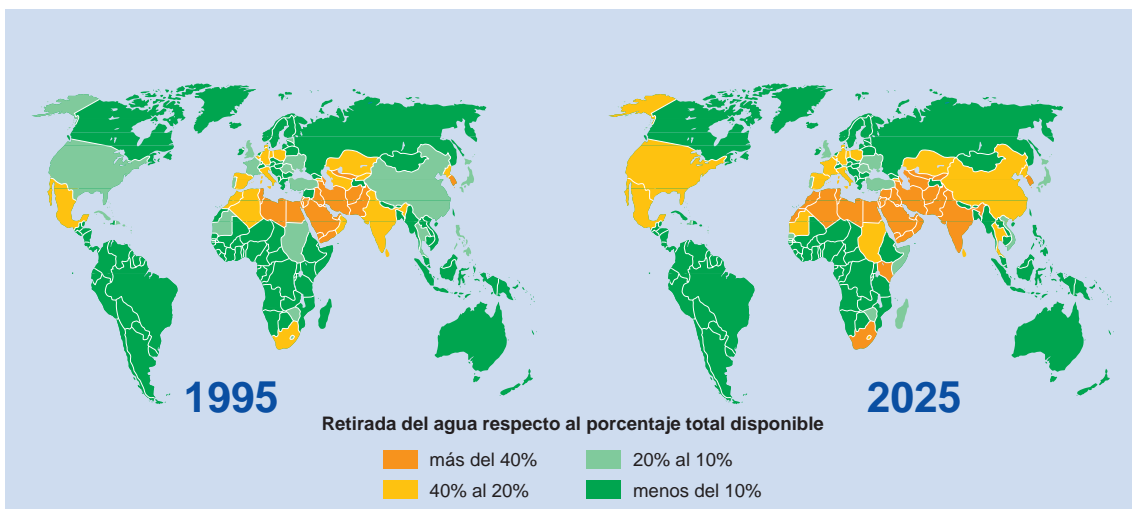 1995
2025
Retirada del agua respecto al porcentaje total disponible
más del 40%
20% al 10%
40% al 20%
menos del 10%